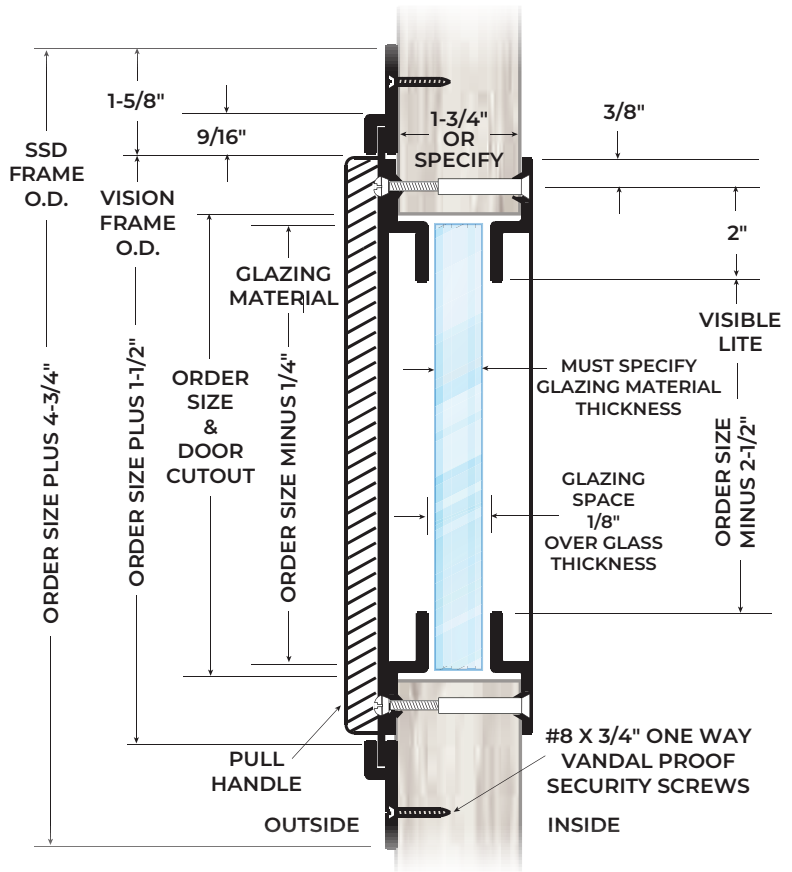 1-5/8"
9/16"
SSD
FRAME
O.D.
VISION
FRAME
O.D.
1-3/4"
OR
SPECIFY
3/8"
2"
GLAZING
MATERIAL
VISIBLE
LITE
ORDER
SIZE
&
DOOR
CUTOUT
MUST SPECIFY
GLAZING MATERIAL
THICKNESS
ORDER SIZE PLUS 4-3/4"
ORDER SIZE PLUS 1-1/2"
ORDER SIZE MINUS 1/4"
ORDER SIZE
MINUS 2-1/2"
GLAZING
SPACE
1/8"
OVER GLASS
THICKNESS
PULL
HANDLE
#8 X 3/4" ONE WAY
VANDAL PROOF
SECURITY SCREWS
OUTSIDE
INSIDE